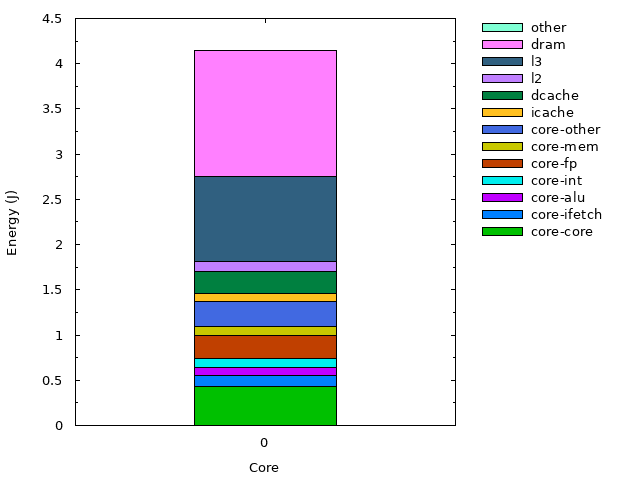 4.5
4
3.5
3
2.5
2
1.5
1
0.5
0
Energy (J)
0
Core
other
dram
l3
l2
dcache
icache
core-other
core-mem
core-fp
core-int
core-alu
core-ifetch
core-core